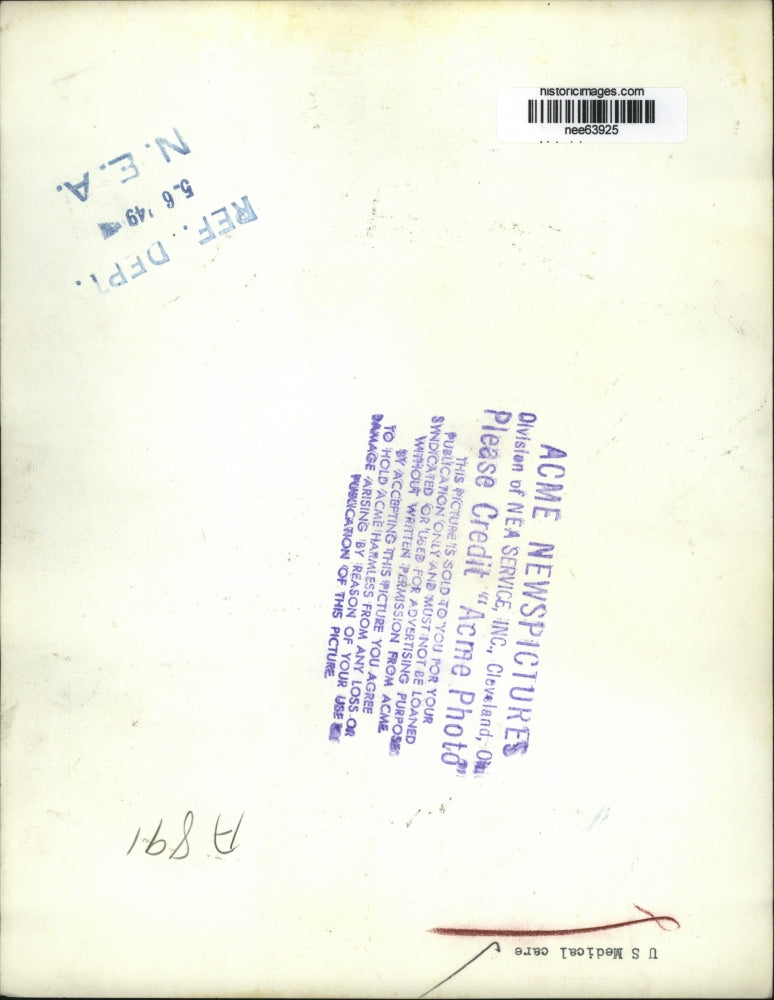 historicimages.com
nee63925
N.E.A.
5 6 '49
REF. DEPT.
ACME NEWSPICTURES
Division of NEA SERVICE, INC., Cleveland,
Please Credit "Acme Photo"
THIS PICTURE IS SOLD TO YOU FOR YOUR
PUBLICATION ONLY AND MUST NOT BE LOANED
SYNDICATED OR USED FOR ADVERTISING PURPOSES
WITHOUT WRITTEN PERMISSION FROM ACME.
BY ACCEPTING THIS PICTURE YOU AGREE
TO HOLD ACME HARMLESS FROM ANY LOSS OR
DAMAGE ARISING BY REASON OF YOUR USE
PUBLICATION OF THIS PICTURE.
A 891
U S Medical care